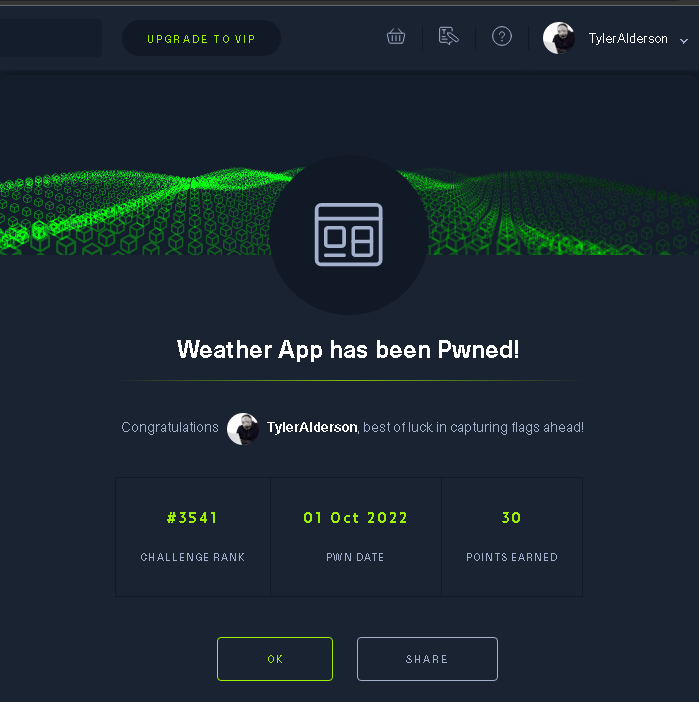 UPGRADE TO VIP
TylerAlderson
Weather App has been Pwned!
Congratulations TylerAlderson, best of luck in capturing flags ahead!
#3541 01 Oct 2022 30
CHALLENGE RANK PWN DATE POINTS EARNED
OK SHARE